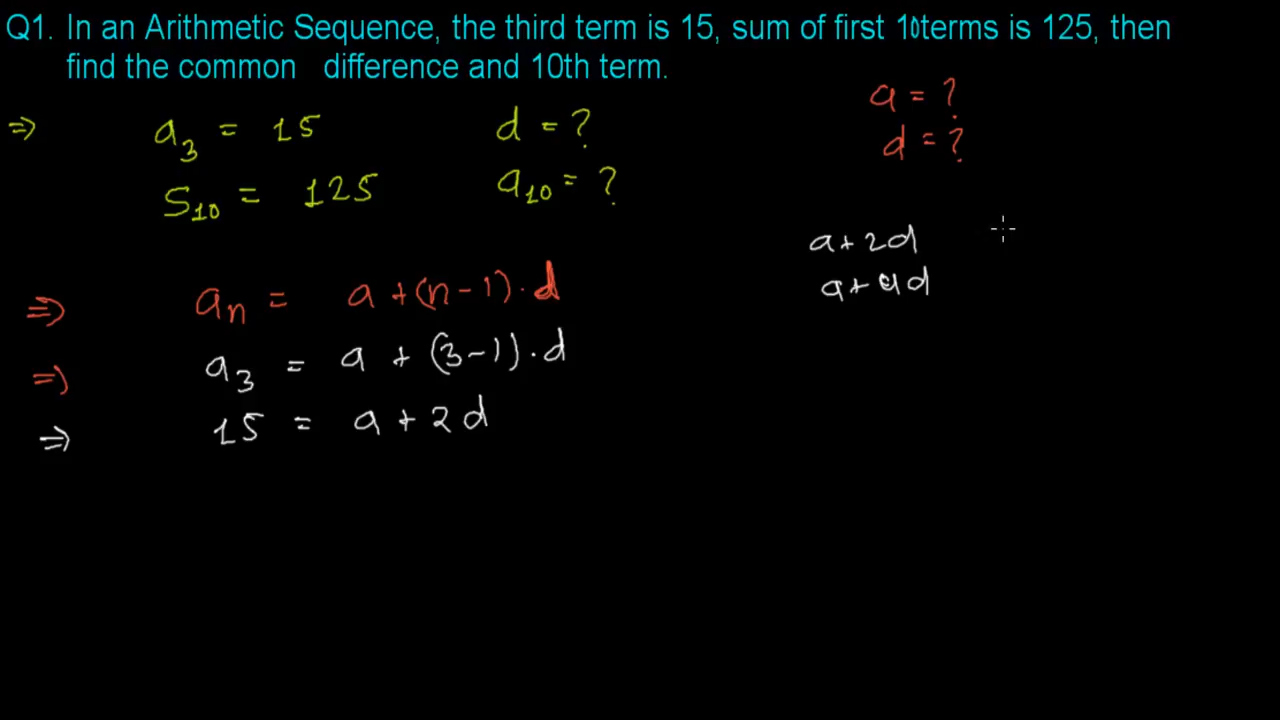 Q1. In an Arithmetic Sequence, the third term is 15, sum of first 10terms is 125, then
find the common difference and 10th term.
⇒ a3 = 15 d = ?
S10 = 125 a10 = ?
a = ?
d = ?
a + 2d
a + 4d
⇒ an = a + (n - 1) · d
⇒ a3 = a + (3 - 1) · d
⇒ 15 = a + 2d